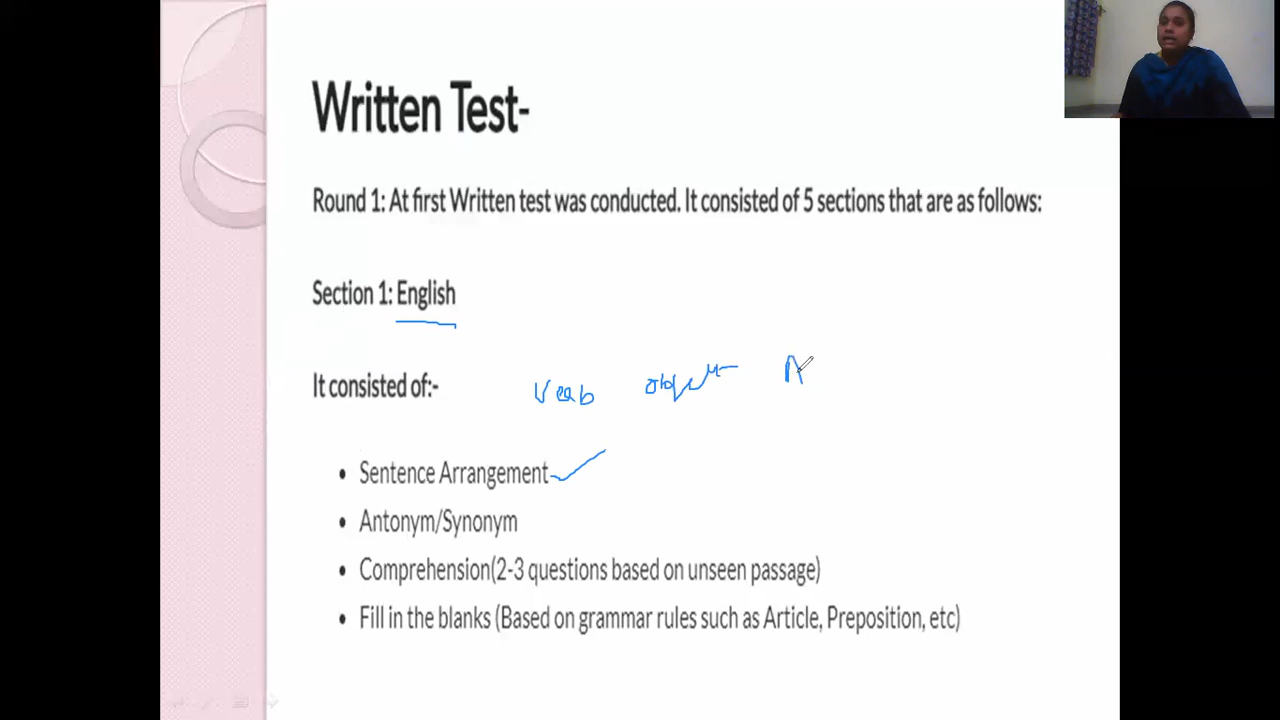 Written Test-
Round 1: At first Written test was conducted. It consisted of 5 sections that are as follows:
Section 1: English
It consisted of:-
Verb object
• Sentence Arrangement
• Antonym/Synonym
• Comprehension(2-3 questions based on unseen passage)
• Fill in the blanks (Based on grammar rules such as Article, Preposition, etc)